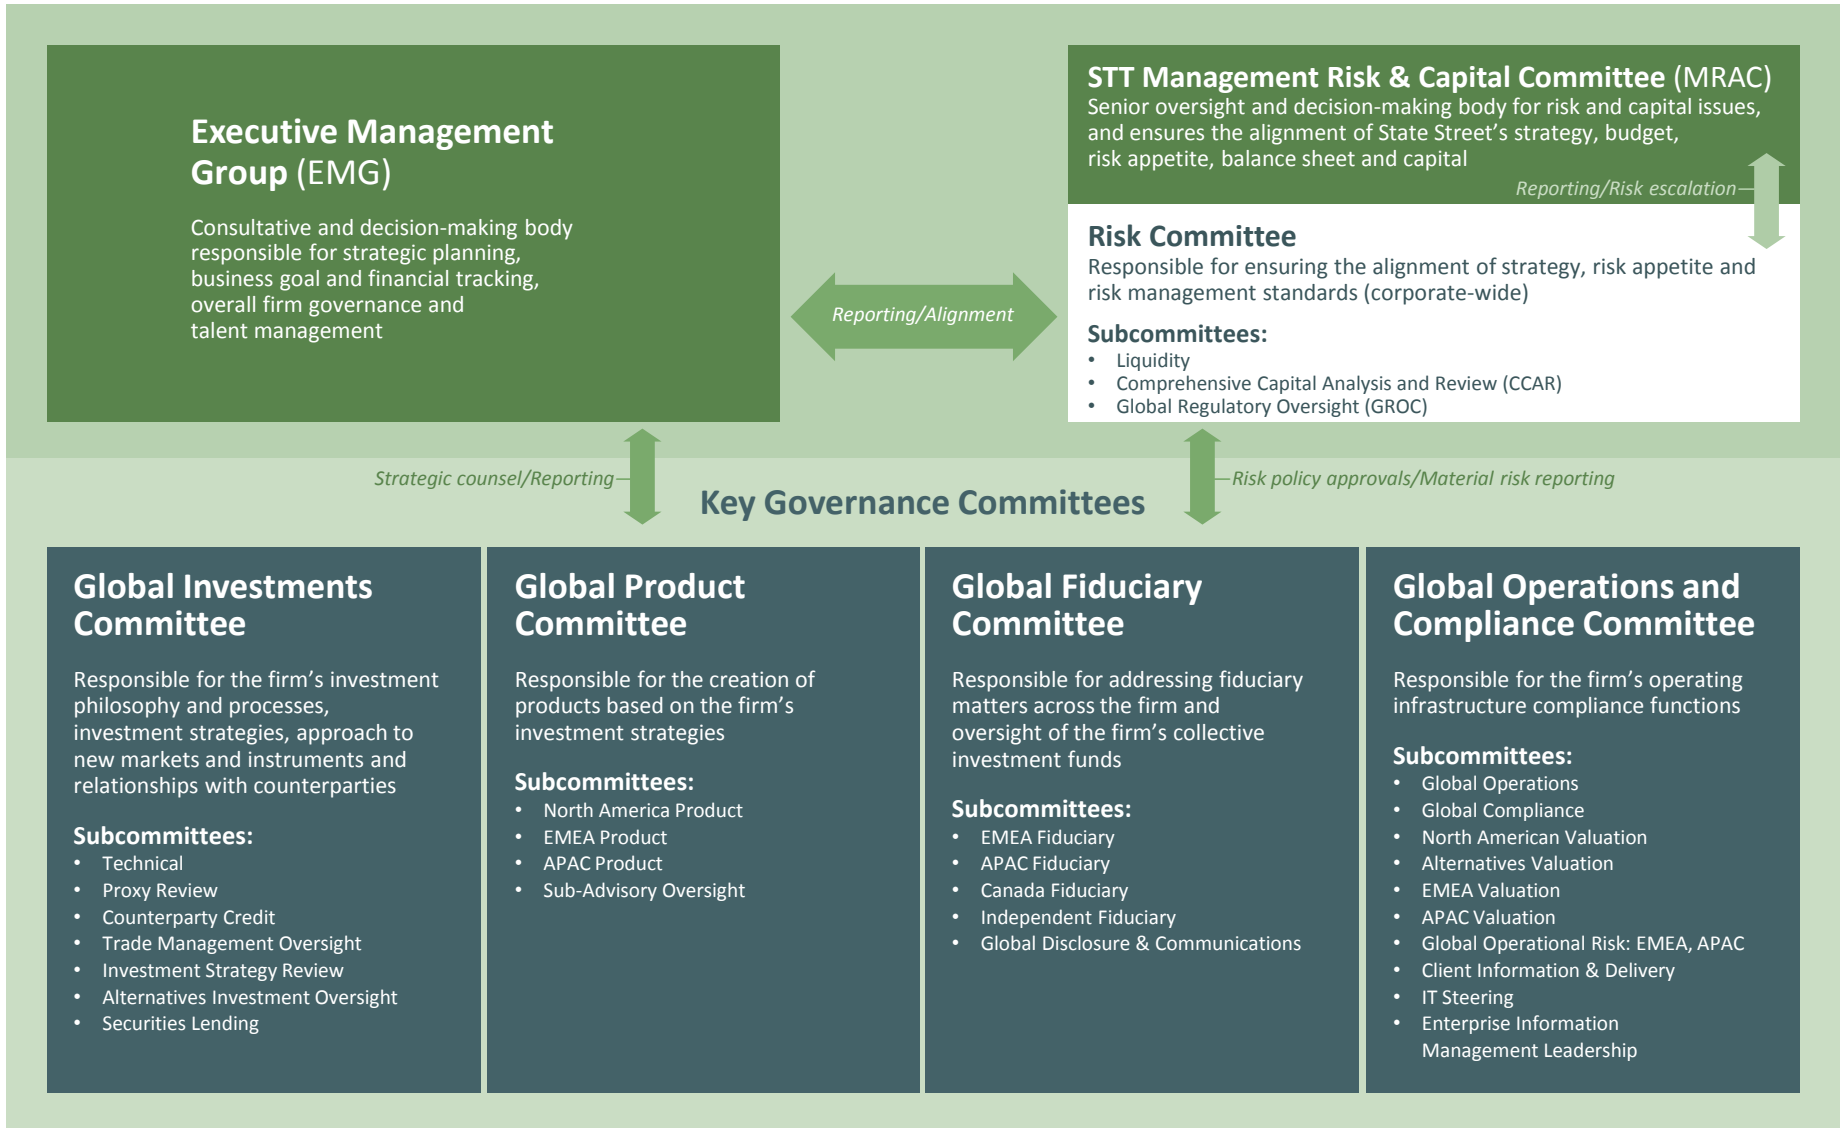 Executive Management
Group (EMG)
Consultative and decision-making body
responsible for strategic planning,
business goal and financial tracking,
overall firm governance and
talent management
Reporting/Alignment
STT Management Risk & Capital Committee (MRAC)
Senior oversight and decision-making body for risk and capital issues,
and ensures the alignment of State Street’s strategy, budget,
risk appetite, balance sheet and capital
Reporting/Risk escalation
Risk Committee
Responsible for ensuring the alignment of strategy, risk appetite and
risk management standards (corporate-wide)
Subcommittees:
• Liquidity
• Comprehensive Capital Analysis and Review (CCAR)
• Global Regulatory Oversight (GROC)
Strategic counsel/Reporting
Risk policy approvals/Material risk reporting
Key Governance Committees
Global Investments
Committee
Responsible for the firm’s investment
philosophy and processes,
investment strategies, approach to
new markets and instruments and
relationships with counterparties
Subcommittees:
• Technical
• Proxy Review
• Counterparty Credit
• Trade Management Oversight
• Investment Strategy Review
• Alternatives Investment Oversight
• Securities Lending
Global Product
Committee
Responsible for the creation of
products based on the firm’s
investment strategies
Subcommittees:
• North America Product
• EMEA Product
• APAC Product
• Sub-Advisory Oversight
Global Fiduciary
Committee
Responsible for addressing fiduciary
matters across the firm and
oversight of the firm’s collective
investment funds
Subcommittees:
• EMEA Fiduciary
• APAC Fiduciary
• Canada Fiduciary
• Independent Fiduciary
• Global Disclosure & Communications
Global Operations and
Compliance Committee
Responsible for the firm’s operating
infrastructure compliance functions
Subcommittees:
• Global Operations
• Global Compliance
• North American Valuation
• Alternatives Valuation
• EMEA Valuation
• APAC Valuation
• Global Operational Risk: EMEA, APAC
• Client Information & Delivery
• IT Steering
• Enterprise Information
Management Leadership